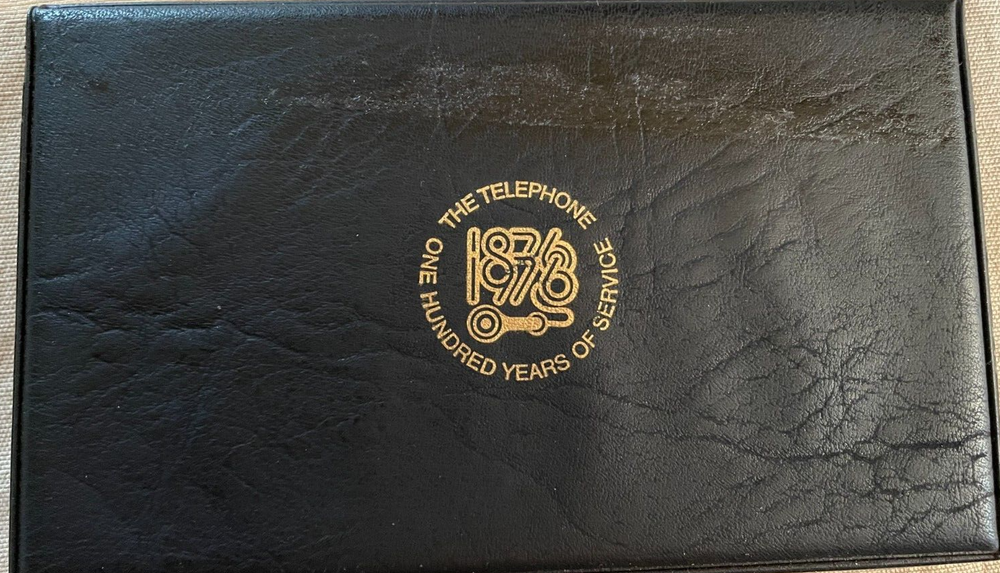 THE TELEPHONE
1876
1976
ONE HUNDRED YEARS OF SERVICE